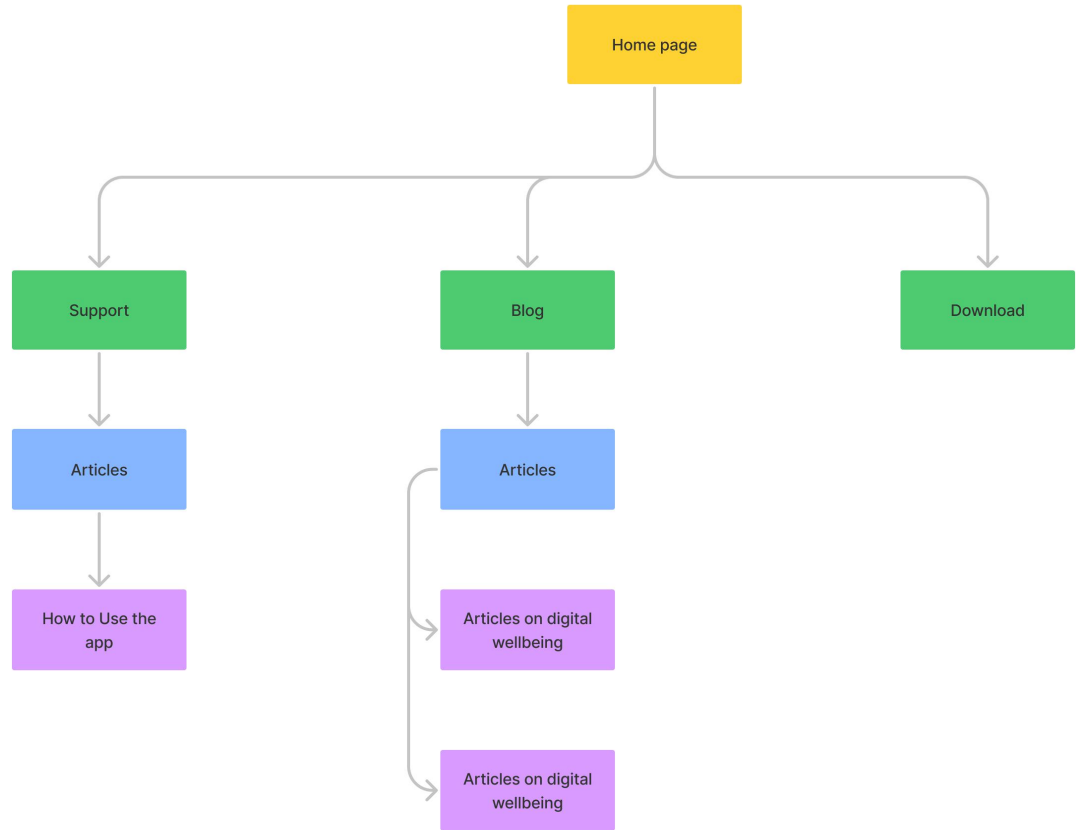 Home page
Support
Blog
Download
Articles
Articles
How to Use the
app
Articles on digital
wellbeing
Articles on digital
wellbeing